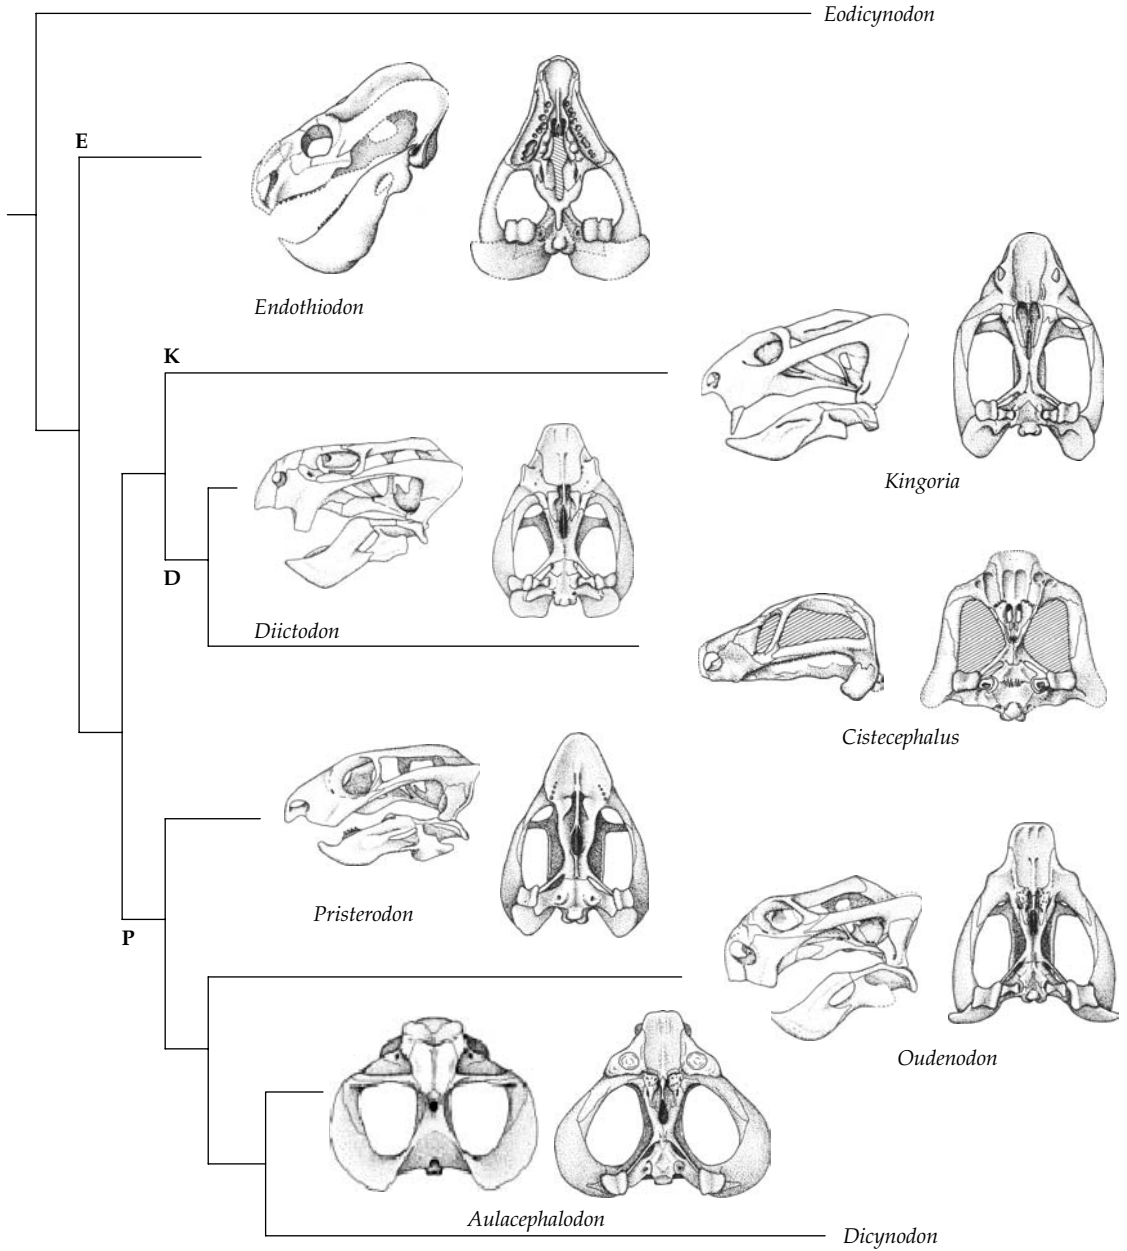 Eodicynodon
E
Endothiodon
K
Kingoria
D
Diictodon
Cistecephalus
Pristerodon
P
Oudenodon
Aulacephalodon
Dicynodon